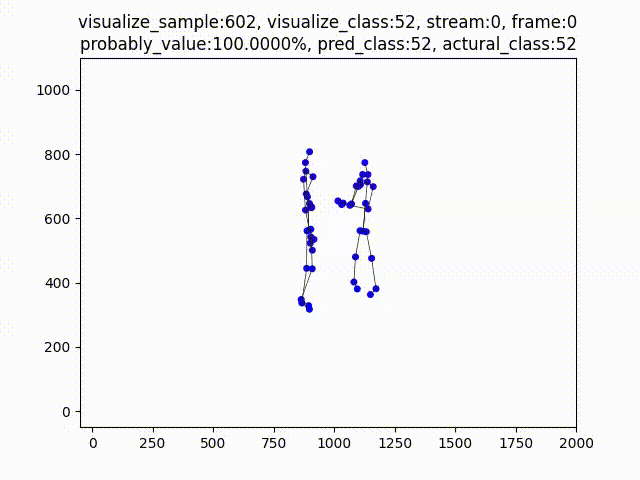 visualize_sample:602, visualize_class:52, stream:0, frame:0
probably_value:100.0000%, pred_class:52, actural_class:52
1000
800
600
400
200
0
0 250 500 750 1000 1250 1500 1750 2000